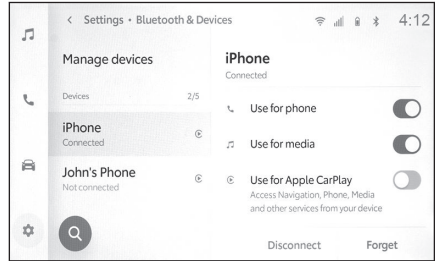 < Settings • Bluetooth & Devices
4:12
Manage devices
Devices 2/5
iPhone
Connected
John's Phone
Not connected
iPhone
Connected
Use for phone
Use for media
Use for Apple CarPlay
Access Navigation, Phone, Media
and other services from your device
Disconnect Forget